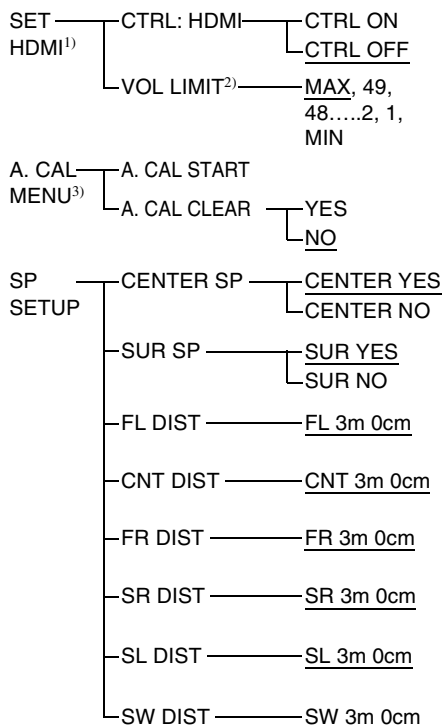 SET HDMI1) CTRL: HDMI CTRL ON
CTRL OFF
VOL LIMIT2) MAX, 49,
48.....2, 1,
MIN
A. CAL MENU3) A. CAL START
A. CAL CLEAR YES
NO
SP SETUP CENTER SP CENTER YES
CENTER NO
SUR SP SUR YES
SUR NO
FL DIST FL 3m 0cm
CNT DIST CNT 3m 0cm
FR DIST FR 3m 0cm
SR DIST SR 3m 0cm
SL DIST SL 3m 0cm
SW DIST SW 3m 0cm